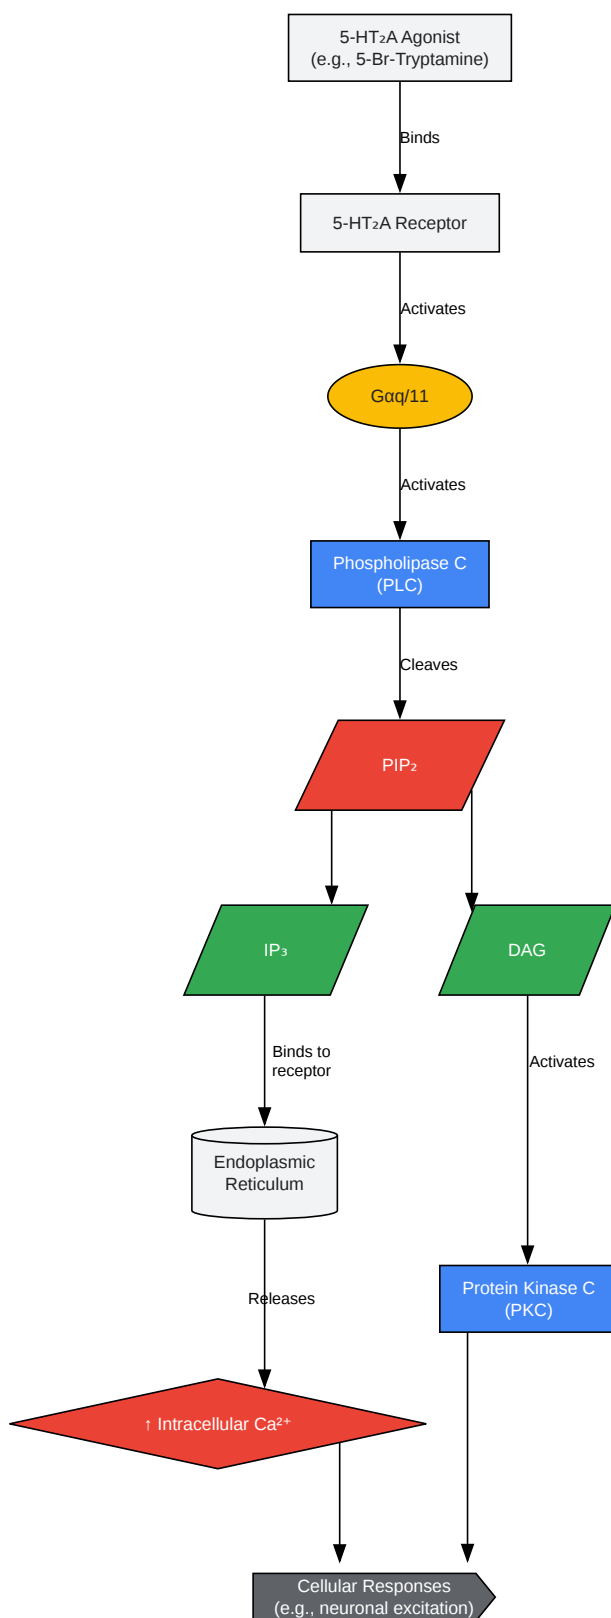 5-HT₂A Agonist
(e.g., 5-Br-Tryptamine)
Binds
5-HT₂A Receptor
Activates
Gαq/11
Activates
Phospholipase C
(PLC)
Cleaves
PIP₂
IP₃
DAG
Binds to
receptor
Activates
Endoplasmic
Reticulum
Protein Kinase C
(PKC)
Releases
↑ Intracellular Ca²⁺
Cellular Responses
(e.g., neuronal excitation)